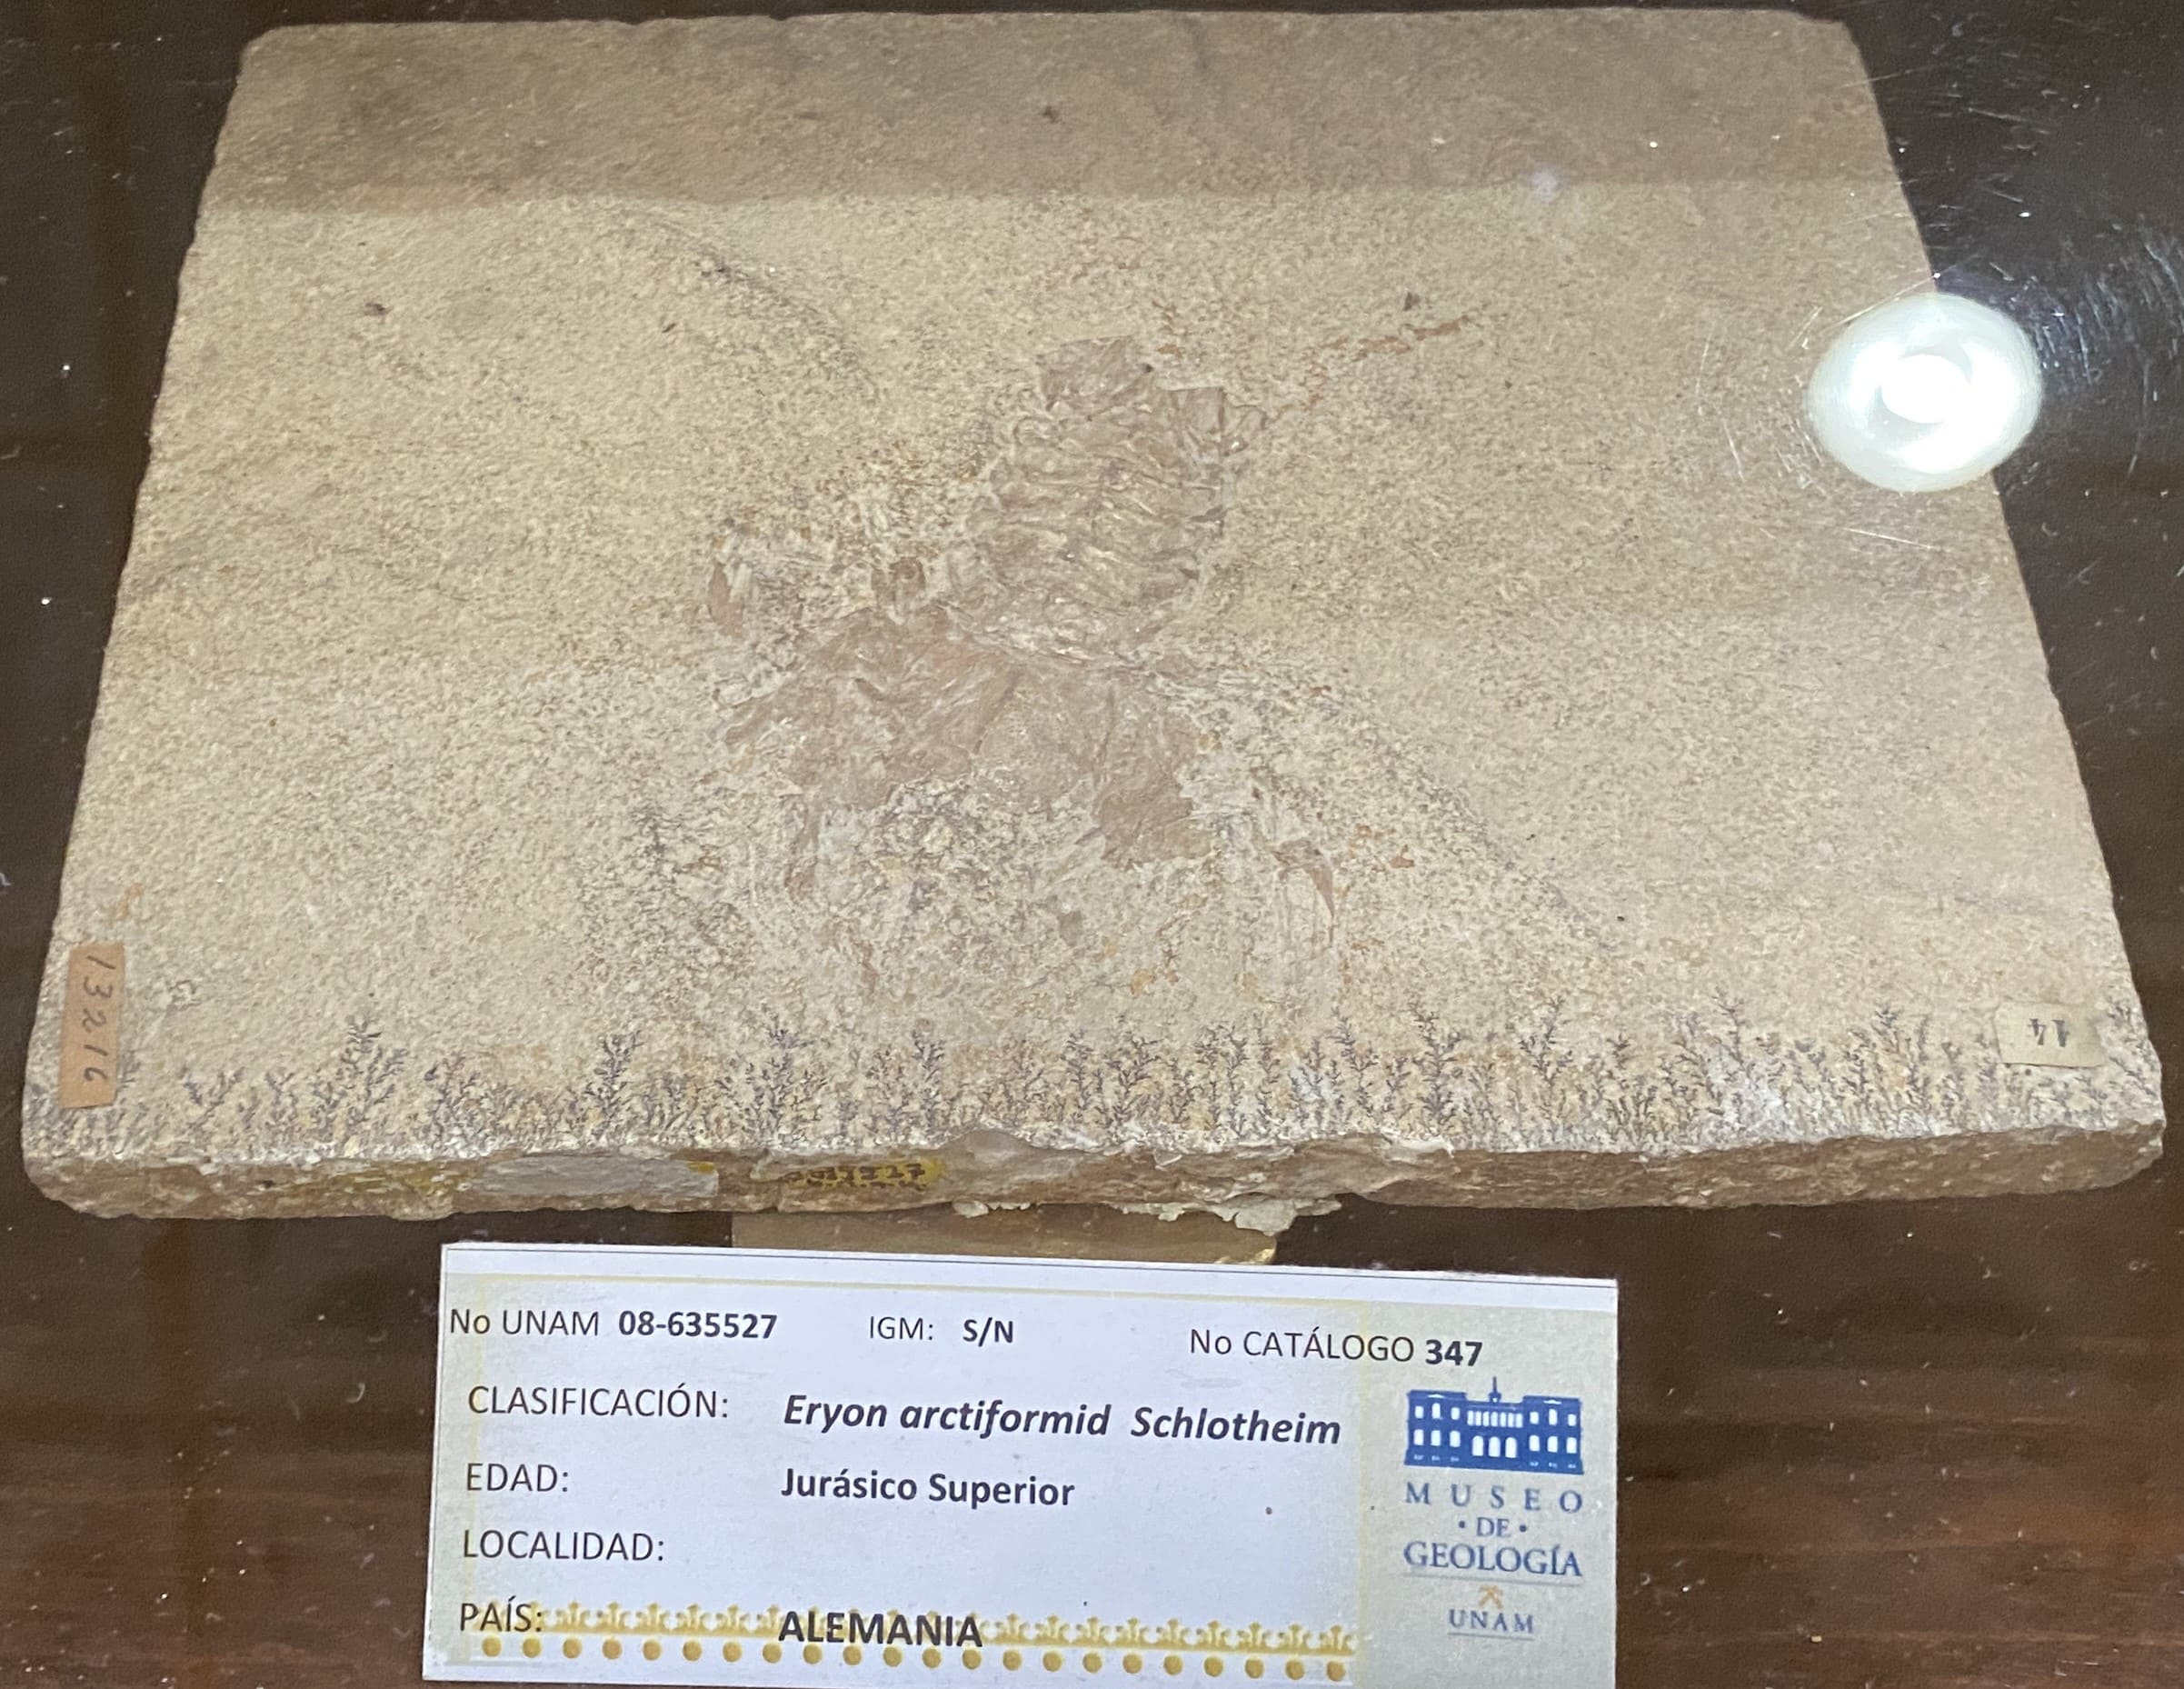 13216
14
No UNAM 08-635527 IGM: S/N No CATÁLOGO 347
CLASIFICACIÓN: Eryon arctiformid Schlotheim
EDAD: Jurásico Superior
LOCALIDAD:
PAÍS: ALEMANIA
MUSEO
• DE •
GEOLOGÍA
UNAM